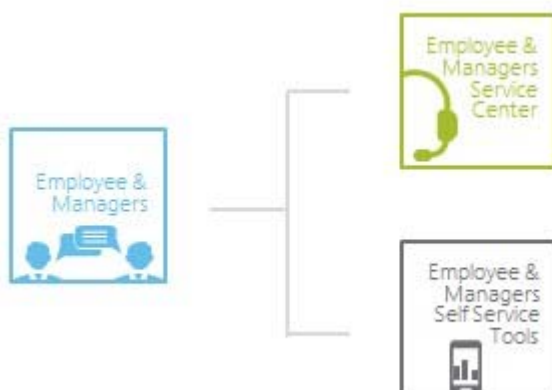 Employee &
Managers
Employee &
Managers
Service
Center
Employee &
Managers
Self Service
Tools